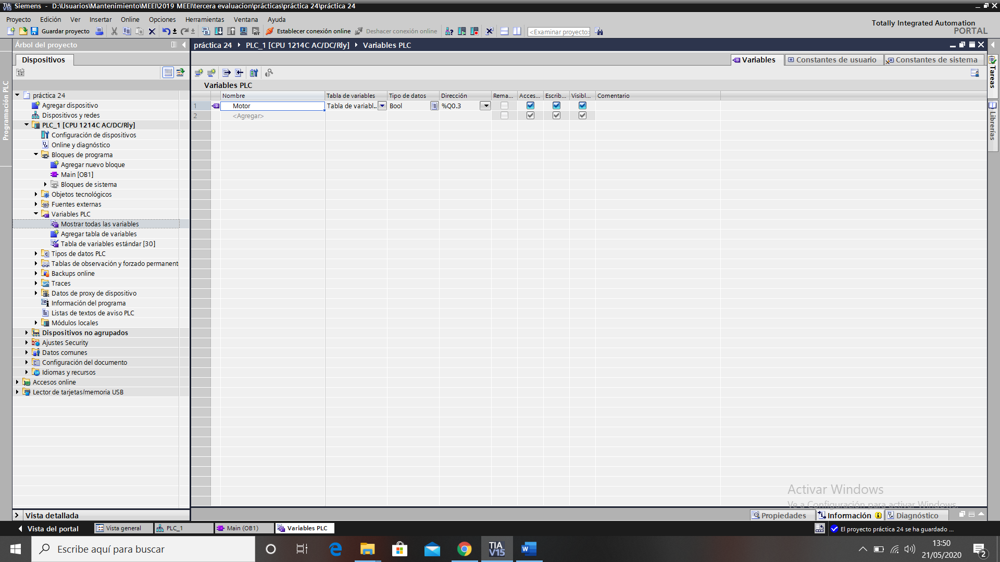 Siemens - D:\Usuarios\Mantenimiento\MEEI\2019 MEEI\tercera evaluacion\prácticas\práctica 24\práctica 24
Proyecto Edición Ver Insertar Online Opciones Herramientas Ventana Ayuda
Guardar proyecto
Establecer conexión online
Deshacer conexión online
<Examinar proyecto>
Totally Integrated Automation
PORTAL
Árbol del proyecto
práctica 24 PLC_1 [CPU 1214C AC/DC/Rly] Variables PLC
Dispositivos
Variables
Constantes de usuario
Constantes de sistema
Programación PLC
Variables PLC
Nombre Tabla de variables Tipo de datos Dirección Rema... Acces... Escrib... Visibl... Comentario
1 Motor Tabla de variabl.. Bool %Q0.3
2 <Agregar>
práctica 24
Agregar dispositivo
Dispositivos y redes
PLC_1 [CPU 1214C AC/DC/Rly]
Configuración de dispositivos
Online y diagnóstico
Bloques de programa
Agregar nuevo bloque
Main [OB1]
Bloques de sistema
Objetos tecnológicos
Fuentes externas
Variables PLC
Mostrar todas las variables
Agregar tabla de variables
Tabla de variables estándar [30]
Tipos de datos PLC
Tablas de observación y forzado permanent
Backups online
Traces
Datos de proxy de dispositivo
Información del programa
Listas de textos de aviso PLC
Módulos locales
Dispositivos no agrupados
Ajustes Security
Datos comunes
Configuración del documento
Idiomas y recursos
Accesos online
Lector de tarjetas/memoria USB
Tareas
Librerías
Activar Windows
Ve a Configuración para activar Windows.
Vista detallada
Propiedades
Información
Diagnóstico
Vista del portal
Vista general
PLC_1
Main (OB1)
Variables PLC
El proyecto práctica 24 se ha guardado ...
Escribe aquí para buscar
TIA
V15
13:50
21/05/2020
2